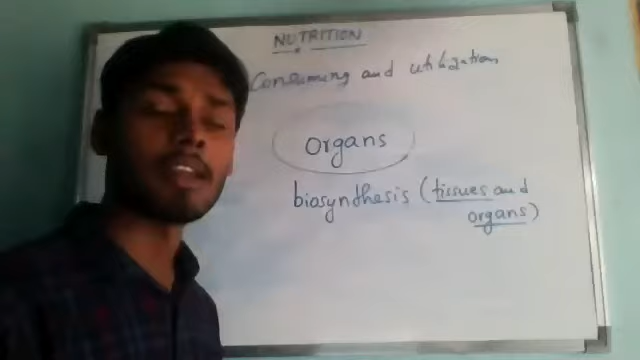 NUTRITION
Consuming and utilization
organs
biosynthesis (tissues and
organs)